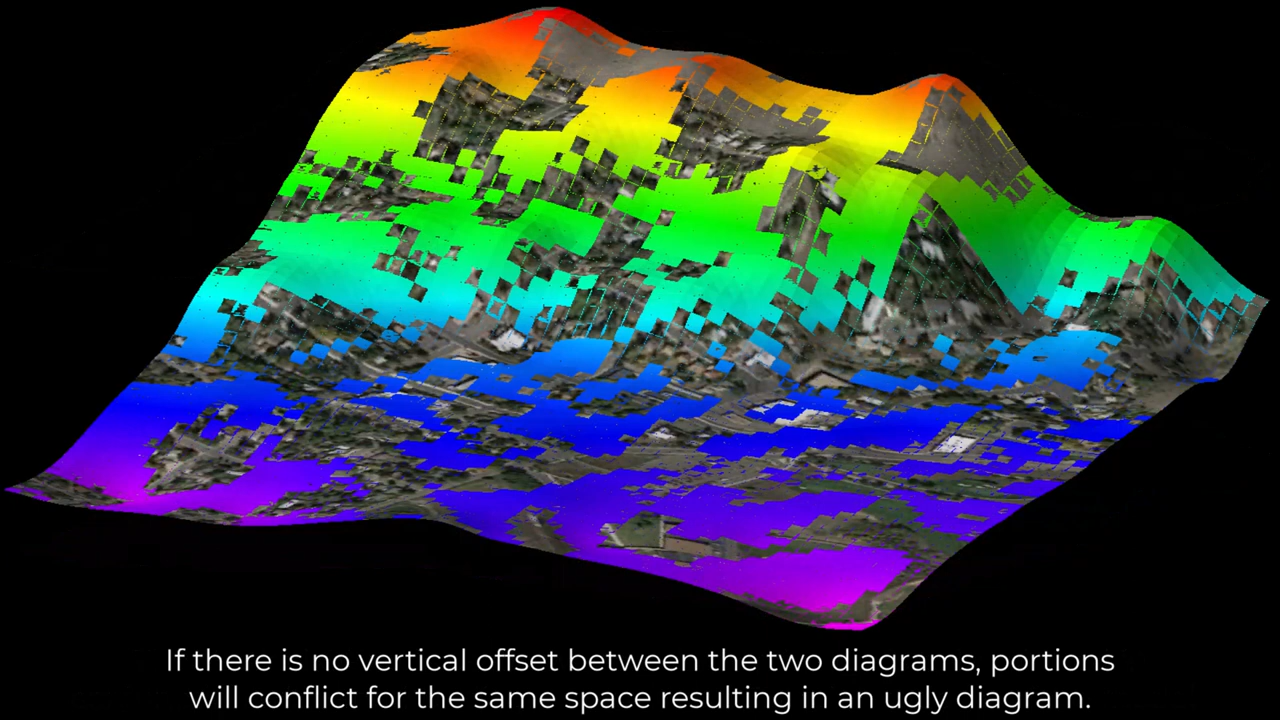 If there is no vertical offset between the two diagrams, portions
will conflict for the same space resulting in an ugly diagram.